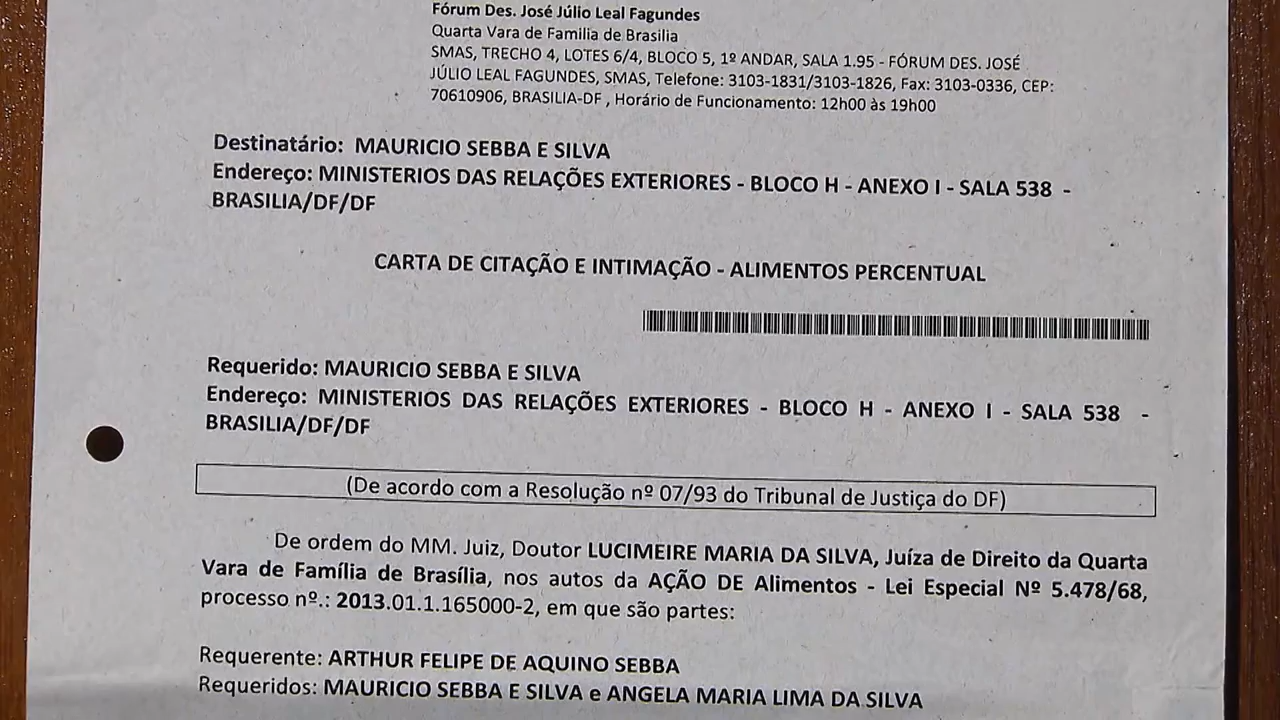 Fórum Des. José Júlio Leal Fagundes
Quarta Vara de Familia de Brasilia
SMAS, TRECHO 4, LOTES 6/4, BLOCO 5, 1º ANDAR, SALA 1.95 - FÓRUM DES. JOSÉ
JÚLIO LEAL FAGUNDES, SMAS, Telefone: 3103-1831/3103-1826, Fax: 3103-0336, CEP:
70610906, BRASILIA-DF , Horário de Funcionamento: 12h00 às 19h00
Destinatário: MAURICIO SEBBA E SILVA
Endereço: MINISTERIOS DAS RELAÇÕES EXTERIORES - BLOCO H - ANEXO I - SALA 538 -
BRASILIA/DF/DF
CARTA DE CITAÇÃO E INTIMAÇÃO - ALIMENTOS PERCENTUAL
Requerido: MAURICIO SEBBA E SILVA
Endereço: MINISTERIOS DAS RELAÇÕES EXTERIORES - BLOCO H - ANEXO I - SALA 538 -
BRASILIA/DF/DF
(De acordo com a Resolução nº 07/93 do Tribunal de Justiça do DF)
De ordem do MM. Juiz, Doutor LUCIMEIRE MARIA DA SILVA, Juíza de Direito da Quarta
Vara de Família de Brasília, nos autos da AÇÃO DE Alimentos - Lei Especial Nº 5.478/68,
processo nº.: 2013.01.1.165000-2, em que são partes:
Requerente: ARTHUR FELIPE DE AQUINO SEBBA
Requeridos: MAURICIO SEBBA E SILVA e ANGELA MARIA LIMA DA SILVA